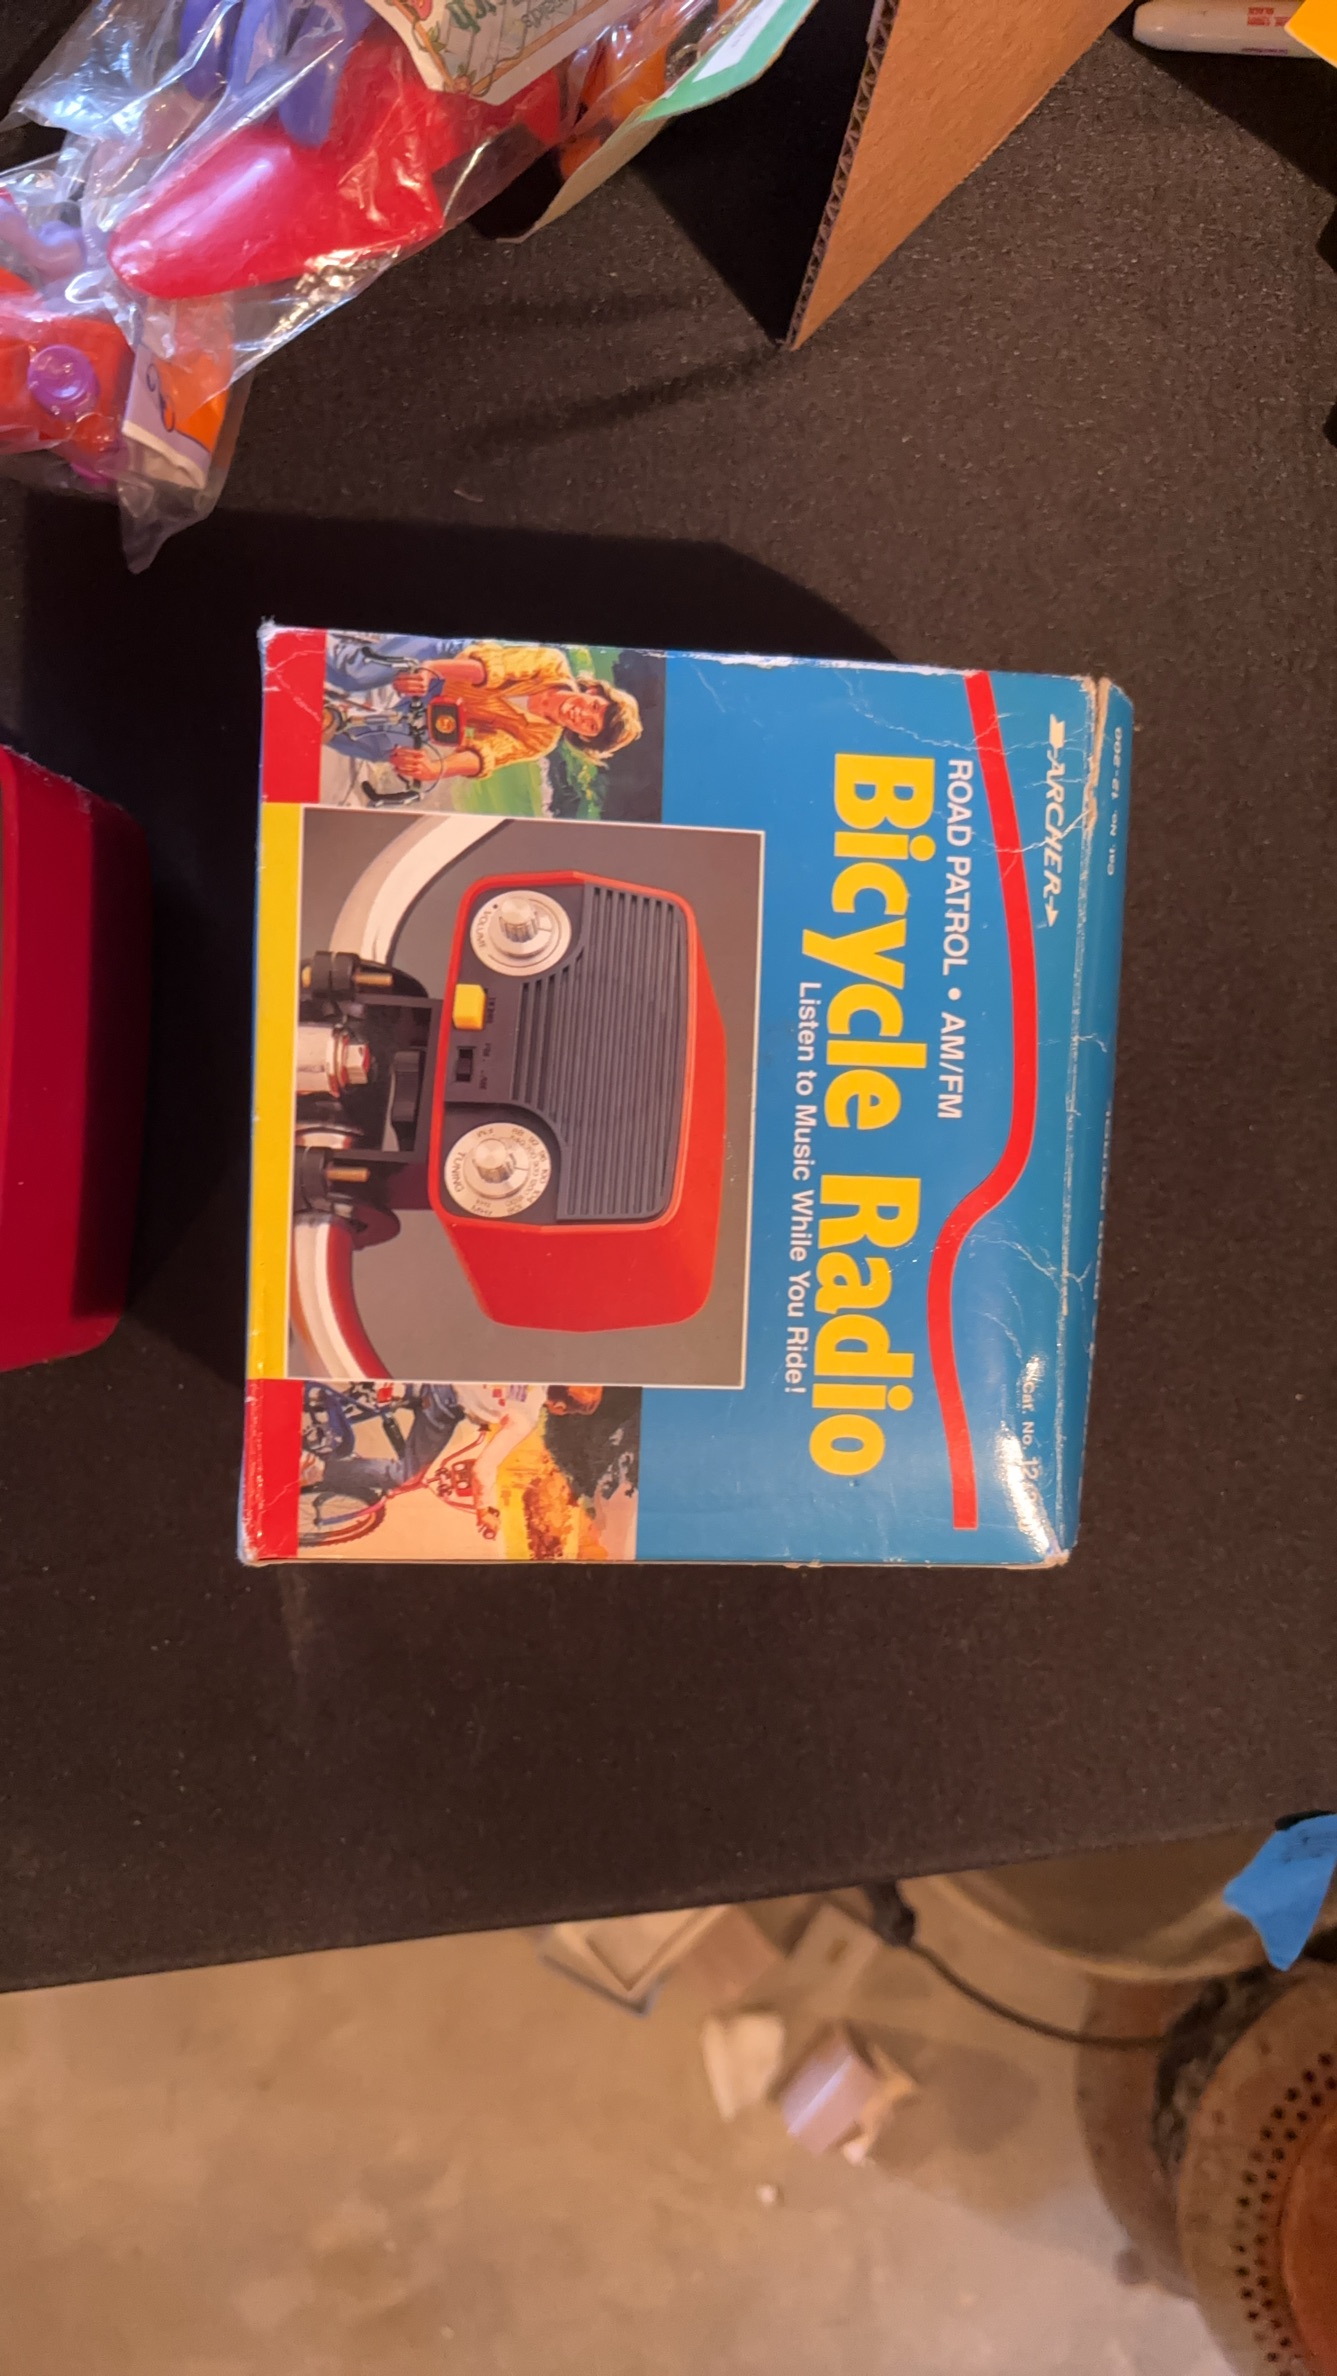 ARCHER
Cat. No.
ROAD PATROL • AM/FM
Bicycle Radio
Listen to Music While You Ride!
VOLUME
TUNING
Cat. No. 12-200